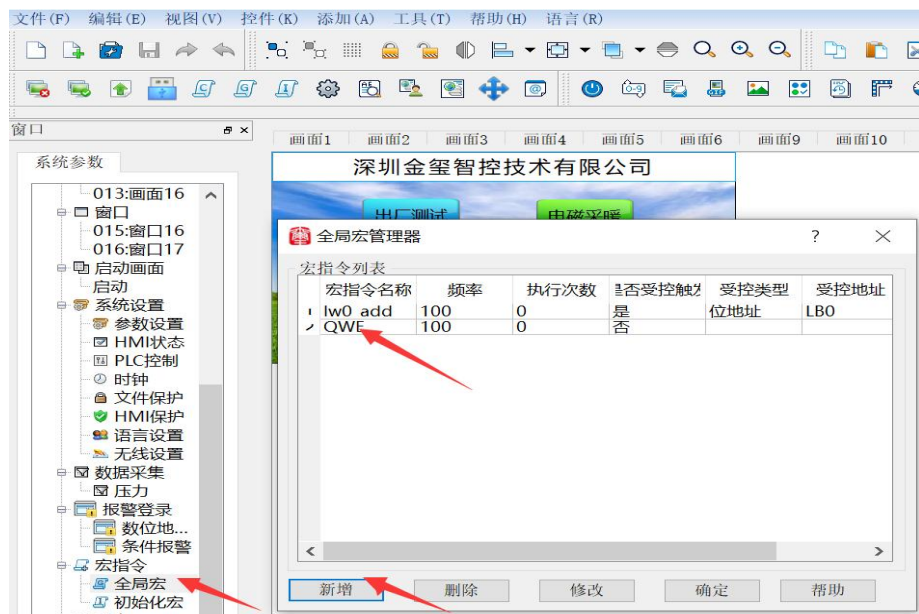 文件(F) 编辑(E) 视图(V) 控件(K) 添加(A) 工具(T) 帮助(H) 语言(R)
窗口
画面1 画面2 画面3 画面4 画面5 画面6 画面9 画面10
系统参数
深圳金玺智控技术有限公司
013:画面16
窗口
015:窗口16
016:窗口17
启动画面
启动
系统设置
参数设置
HMI状态
PLC控制
时钟
文件保护
HMI保护
语言设置
无线设置
数据采集
压力
报警登录
数位地...
条件报警
宏指令
全局宏
初始化宏
出厂测试 电磁采暖
全局宏管理器 ?
宏指令列表
宏指令名称 频率 执行次数 是否受控触发 受控类型 受控地址
1 lw0_add 100 0 是 位地址 LB0
2 QWE 100 0 否
新增 删除 修改 确定 帮助